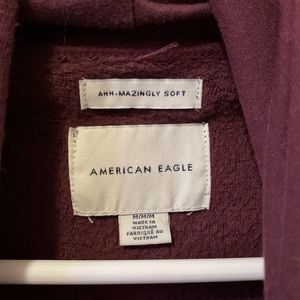 AHH-MAZINGLY SOFT
AMERICAN EAGLE
M/M/M
MADE IN
VIETNAM
FABRIQUÉ AU
VIETNAM